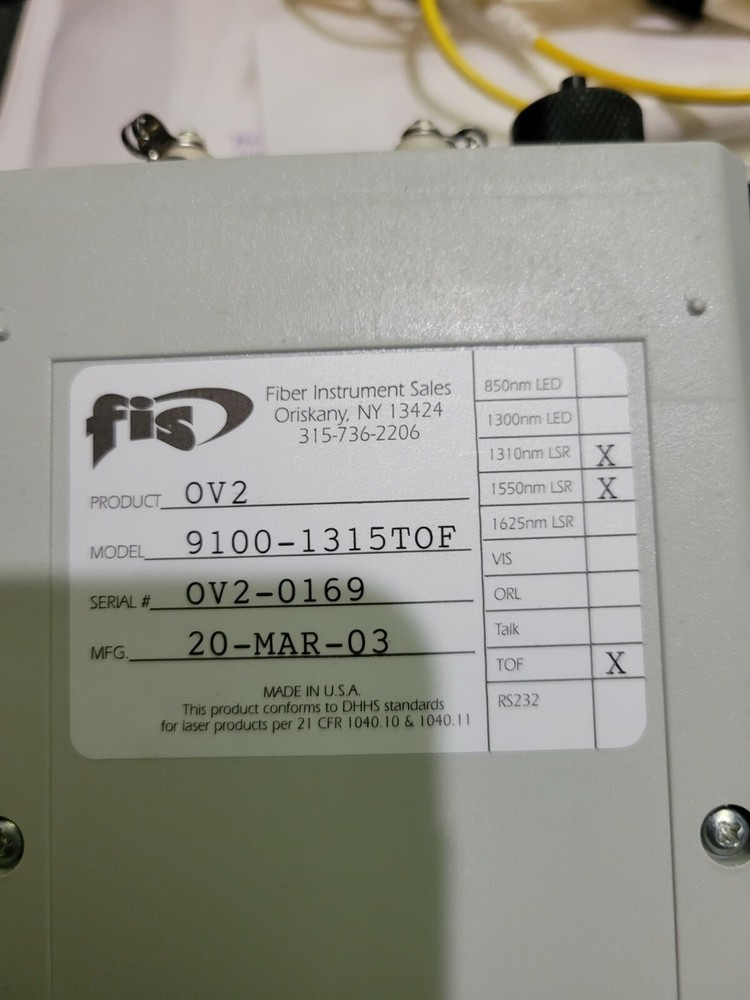 fis
Fiber Instrument Sales
Oriskany, NY 13424
315-736-2206
PRODUCT OV2
MODEL 9100-1315TOF
SERIAL # OV2-0169
MFG. 20-MAR-03
MADE IN U.S.A.
This product conforms to DHHS standards
for laser products per 21 CFR 1040.10 & 1040.11
850nm LED
1300nm LED
1310nm LSR X
1550nm LSR X
1625nm LSR
VIS
ORL
Talk
TOF X
RS232